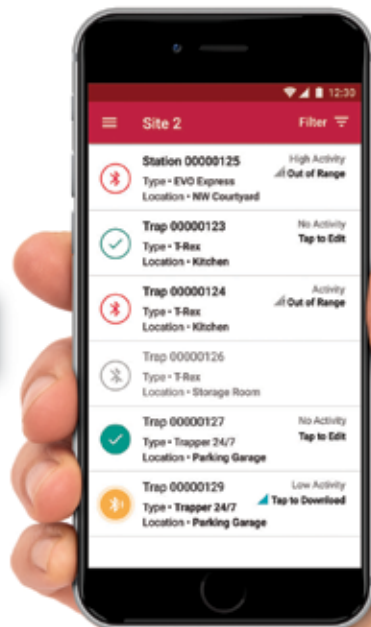 12:30
Site 2 Filter
Station 00000125 High Activity
Type • EVO Express Out of Range
Location • NW Courtyard
Trap 00000123 No Activity
Type • T-Rex Tap to Edit
Location • Kitchen
Trap 00000124 Activity
Type • T-Rex Out of Range
Location • Kitchen
Trap 00000126
Type • T-Rex
Location • Storage Room
Trap 00000127 No Activity
Type • Trapper 24/7 Tap to Edit
Location • Parking Garage
Trap 00000129 Low Activity
Type • Trapper 24/7 Tap to Download
Location • Parking Garage